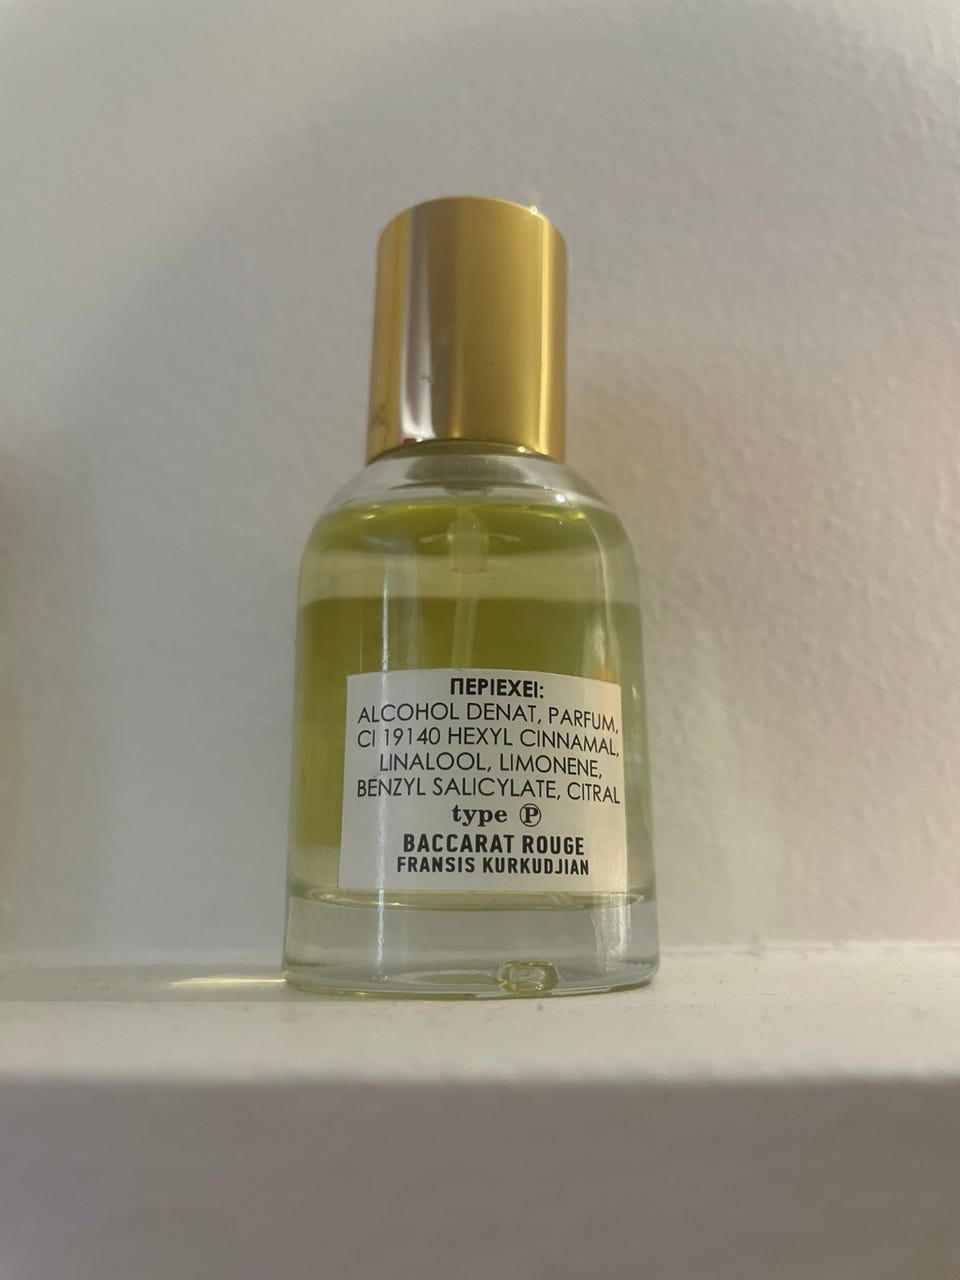 ΠΕΡΙΕΧΕΙ:
ALCOHOL DENAT, PARFUM,
CI 19140 HEXYL CINNAMAL,
LINALOOL, LIMONENE,
BENZYL SALICYLATE, CITRAL
type Ⓟ
BACCARAT ROUGE
FRANSIS KURKUDJIAN